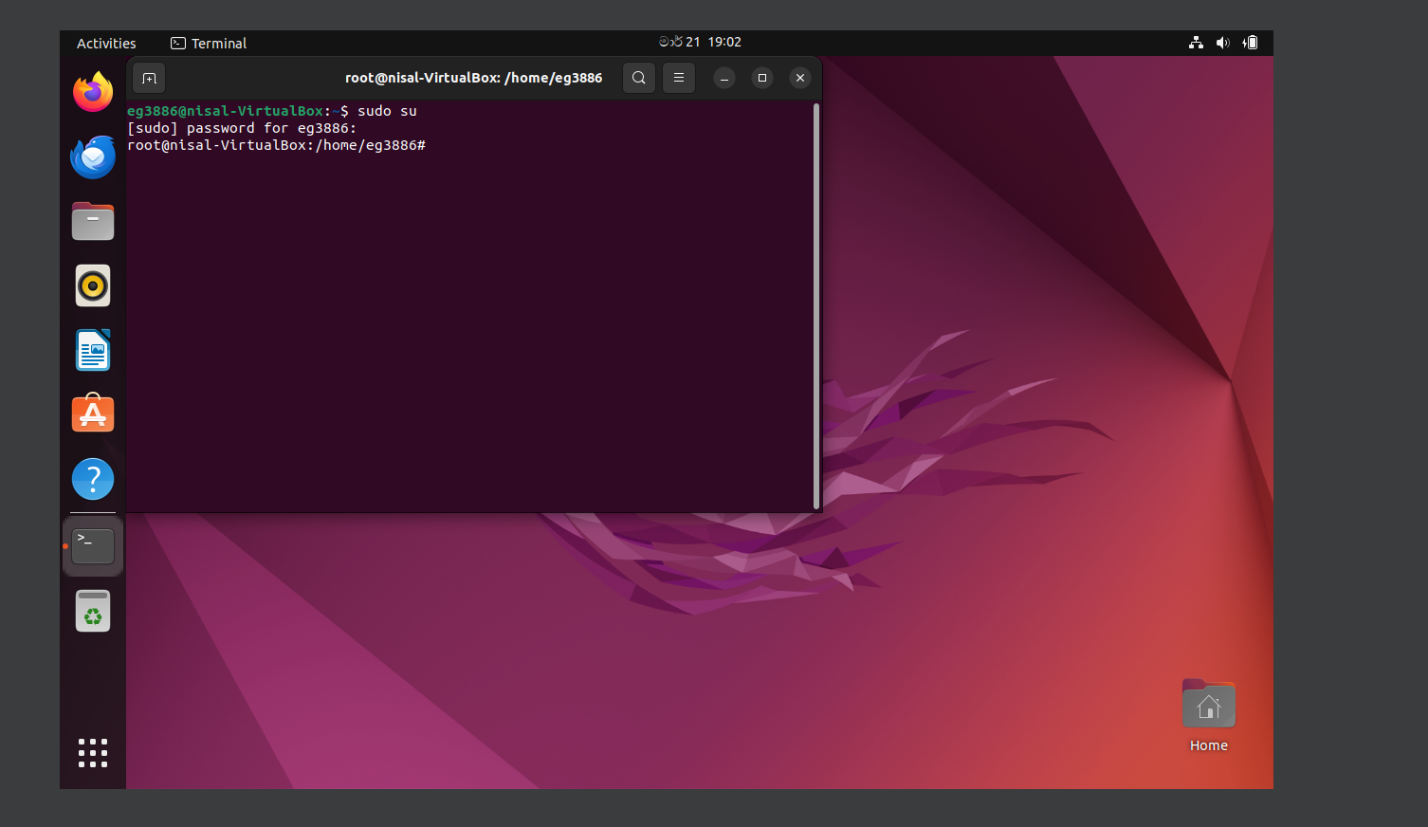 Activities
Terminal
මාර් 21 19:02
root@nisal-VirtualBox: /home/eg3886
eg3886@nisal-VirtualBox:~$ sudo su
[sudo] password for eg3886:
root@nisal-VirtualBox:/home/eg3886#
Home